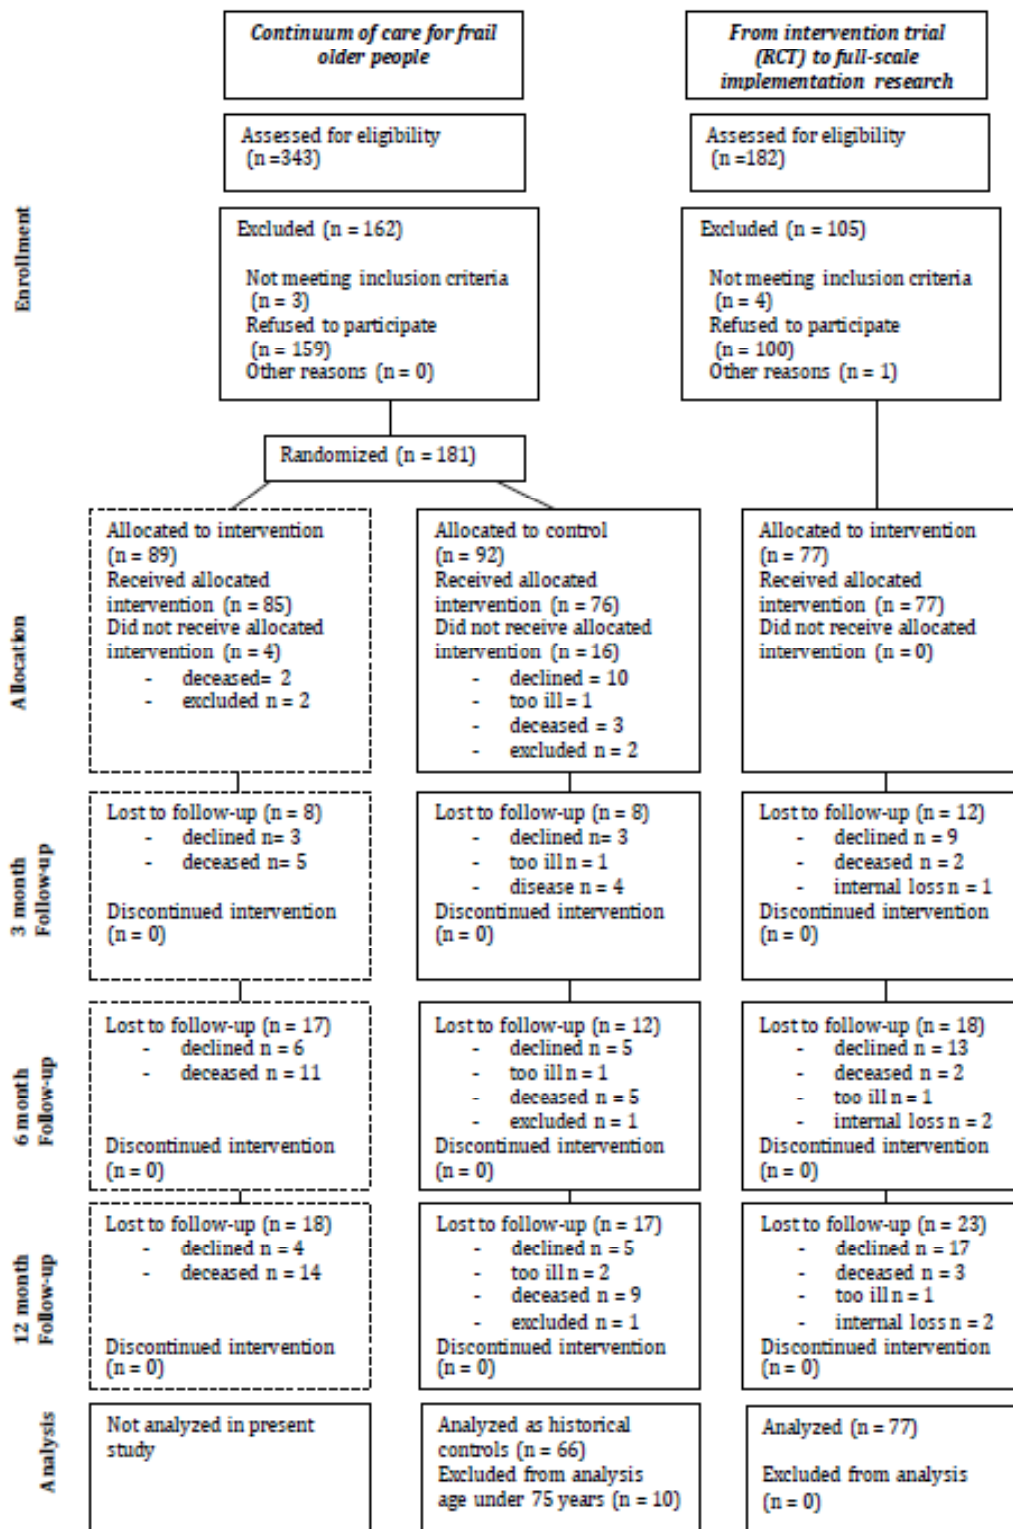 Continuum of care for frail
older people
From intervention trial
(RCT) to full-scale
implementation research
Assessed for eligibility
(n =343)
Assessed for eligibility
(n =182)
Enrollment
Excluded (n = 162)
Not meeting inclusion criteria
(n = 3)
Refused to participate
(n = 159)
Other reasons (n = 0)
Excluded (n = 105)
Not meeting inclusion criteria
(n = 4)
Refused to participate
(n = 100)
Other reasons (n = 1)
Randomized (n = 181)
Allocation
Allocated to intervention
(n = 89)
Received allocated
intervention (n = 85)
Did not receive allocated
intervention (n = 4)
- deceased= 2
- excluded n = 2
Allocated to control
(n = 92)
Received allocated
intervention (n = 76)
Did not receive allocated
intervention (n = 16)
- declined = 10
- too ill = 1
- deceased = 3
- excluded n = 2
Allocated to intervention
(n = 77)
Received allocated
intervention (n = 77)
Did not receive allocated
intervention (n = 0)
3 month
Follow-up
Lost to follow-up (n = 8)
- declined n= 3
- deceased n= 5
Discontinued intervention
(n = 0)
Lost to follow-up (n = 8)
- declined n= 3
- too ill n = 1
- disease n = 4
Discontinued intervention
(n = 0)
Lost to follow-up (n = 12)
- declined n = 9
- deceased n = 2
- internal loss n = 1
Discontinued intervention
(n = 0)
6 month
Follow-up
Lost to follow-up (n = 17)
- declined n = 6
- deceased n = 11
Discontinued intervention
(n = 0)
Lost to follow-up (n = 12)
- declined n = 5
- too ill n = 1
- deceased n = 5
- excluded n = 1
Discontinued intervention
(n = 0)
Lost to follow-up (n = 18)
- declined n = 13
- deceased n = 2
- too ill n = 1
- internal loss n = 2
Discontinued intervention
(n = 0)
12 month
Follow-up
Lost to follow-up (n = 18)
- declined n = 4
- deceased n = 14
Discontinued intervention
(n = 0)
Lost to follow-up (n = 17)
- declined n = 5
- too ill n = 2
- deceased n = 9
- excluded n = 1
Discontinued intervention
(n = 0)
Lost to follow-up (n = 23)
- declined n = 17
- deceased n = 3
- too ill n = 1
- internal loss n = 2
Discontinued intervention
(n = 0)
Analysis
Not analyzed in present
study
Analyzed as historical
controls (n = 66)
Excluded from analysis
age under 75 years (n = 10)
Analyzed (n = 77)
Excluded from analysis
(n = 0)